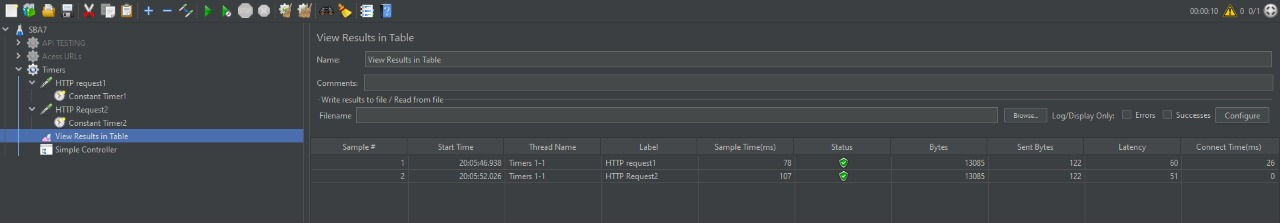 00:00:10 0 0/1
SBA7
API TESTING
Acess URLs
Timers
HTTP request1
Constant Timer1
HTTP Request2
Constant Timer2
View Results in Table
Simple Controller
View Results in Table
Name: View Results in Table
Comments:
Write results to file / Read from file
Filename Browse... Log/Display Only: Errors Successes Configure
Sample # Start Time Thread Name Label Sample Time(ms) Status Bytes Sent Bytes Latency Connect Time(ms)
1 20:05:46.938 Timers 1-1 HTTP request1 78 13085 122 60 26
2 20:05:52.026 Timers 1-1 HTTP Request2 107 13085 122 51 0